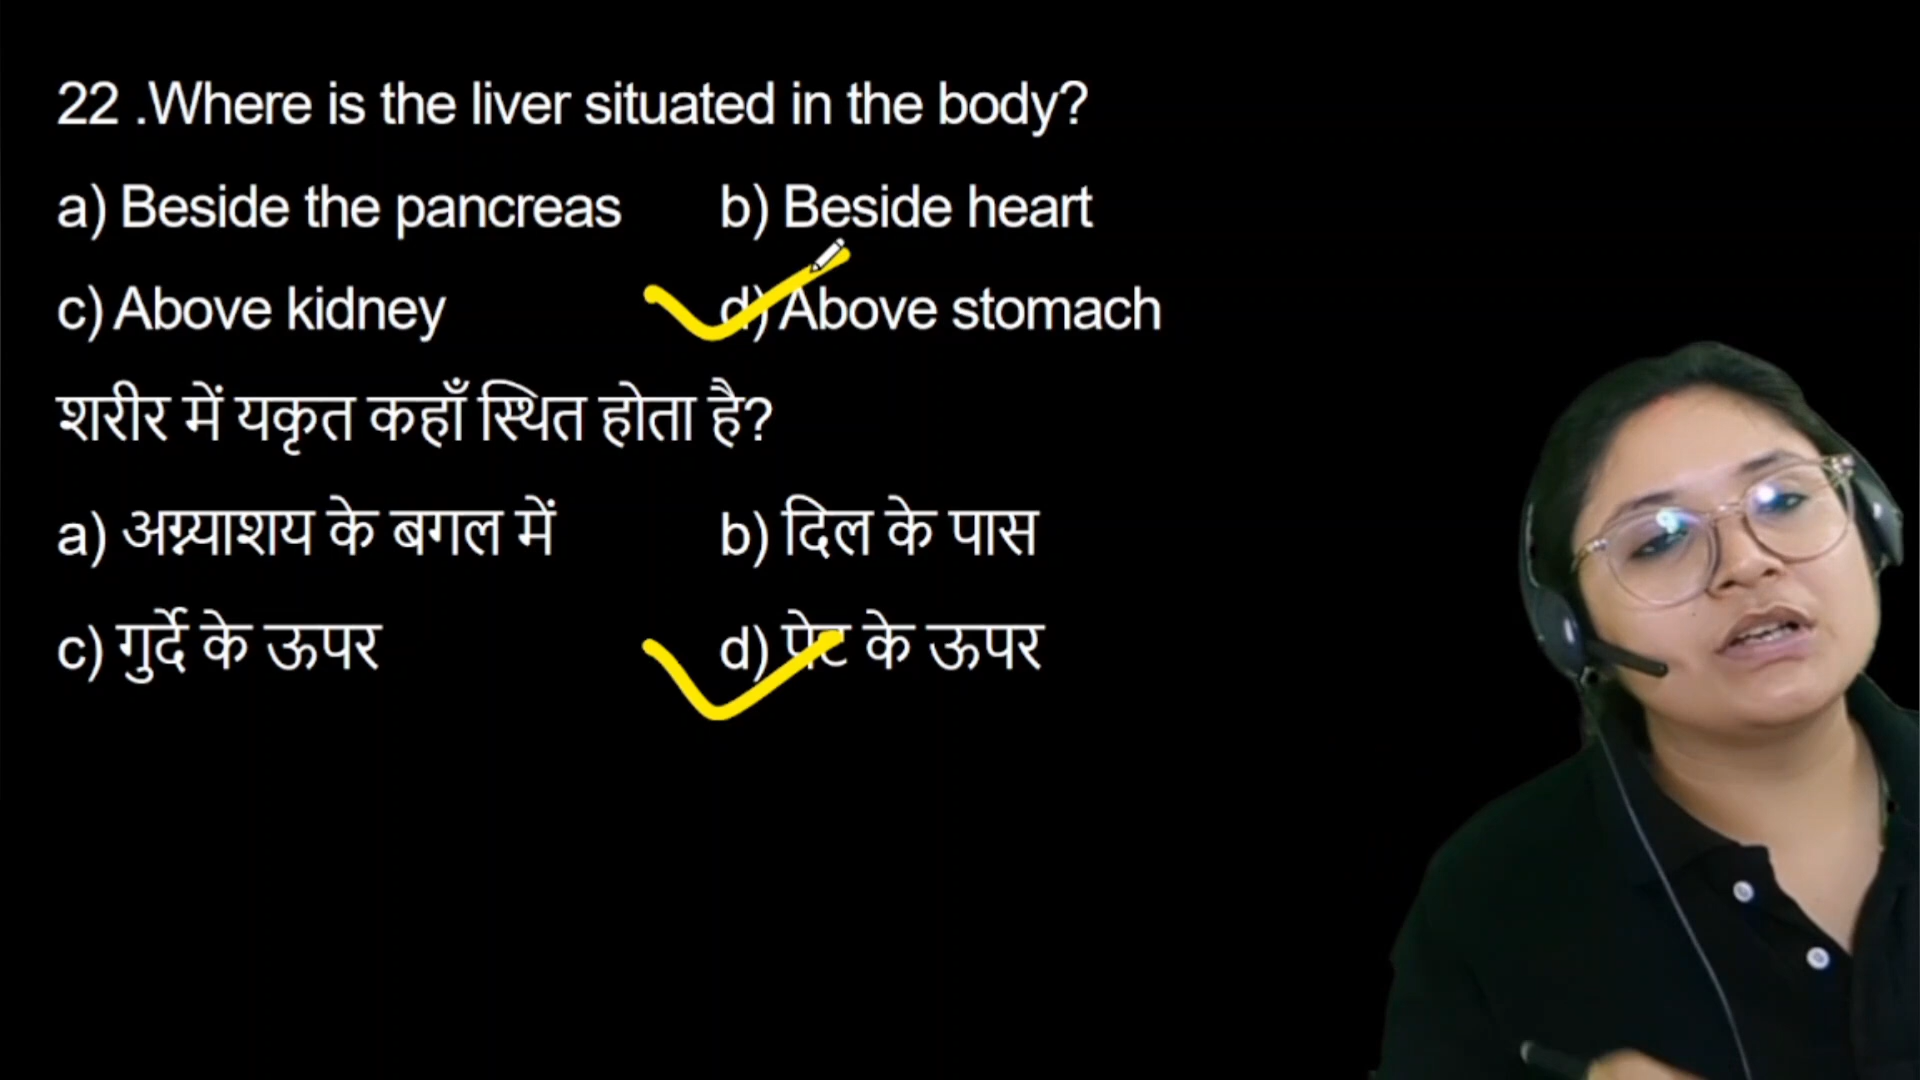 22 .Where is the liver situated in the body?
a) Beside the pancreas b) Beside heart
c) Above kidney d) Above stomach
शरीर में यकृत कहाँ स्थित होता है?
a) अग्न्याशय के बगल में b) दिल के पास
c) गुर्दे के ऊपर d) पेट के ऊपर